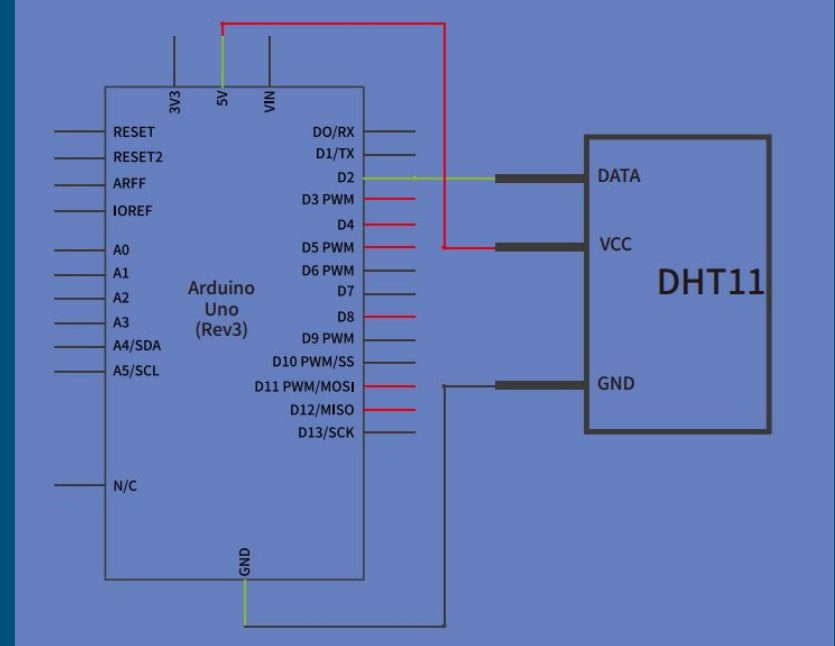 3V3
5V
VIN
RESET
RESET2
ARFF
IOREF
A0
A1
A2
A3
A4/SDA
A5/SCL
N/C
Arduino
Uno
(Rev3)
DO/RX
D1/TX
D2
D3 PWM
D4
D5 PWM
D6 PWM
D7
D8
D9 PWM
D10 PWM/SS
D11 PWM/MOSI
D12/MISO
D13/SCK
GND
DATA
VCC
DHT11
GND